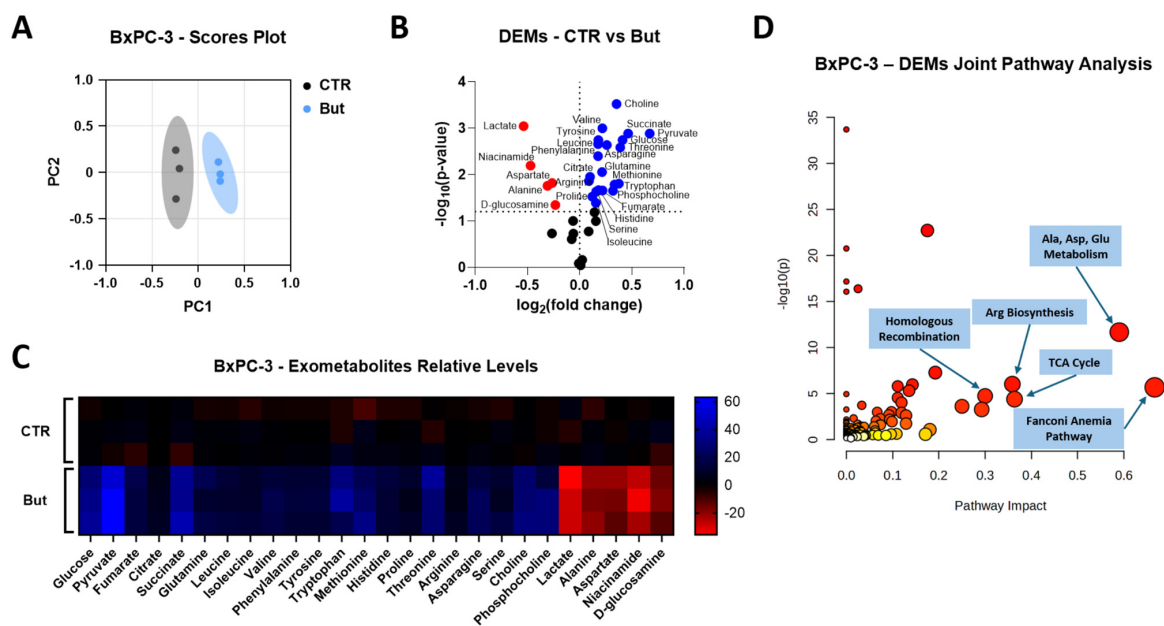 A
BxPC-3 - Scores Plot
1.0
0.5
0
-0.5
-1.0
PC2
-1.0
-0.5
0
0.5
1.0
PC1
CTR
But
B
DEMs - CTR vs But
4
3
2
1
0
-log10(p-value)
Choline
Valine
Succinate
Lactate
Tyrosine
Pyruvate
Leucine
Glucose
Phenylalanine
Threonine
Asparagine
Niacinamide
Citrate
Glutamine
Aspartate
Methionine
Arginine
Tryptophan
Alanine
Proline
Phosphocholine
D-glucosamine
Fumarate
Histidine
Serine
Isoleucine
-1.0
-0.5
0.0
0.5
1.0
log2(fold change)
C
BxPC-3 - Exometabolites Relative Levels
CTR
But
60
40
20
0
-20
Glucose
Pyruvate
Fumarate
Citrate
Succinate
Glutamine
Leucine
Isoleucine
Valine
Phenylalanine
Tyrosine
Tryptophan
Methionine
Histidine
Proline
Threonine
Arginine
Asparagine
Serine
Choline
Phosphocholine
Lactate
Alanine
Aspartate
Niacinamide
D-glucosamine
D
BxPC-3 – DEMs Joint Pathway Analysis
35
30
25
20
15
10
5
0
-log10(p)
Ala, Asp, Glu
Metabolism
Arg Biosynthesis
Homologous
Recombination
TCA Cycle
Fanconi Anemia
Pathway
0.0
0.1
0.2
0.3
0.4
0.5
0.6
Pathway Impact